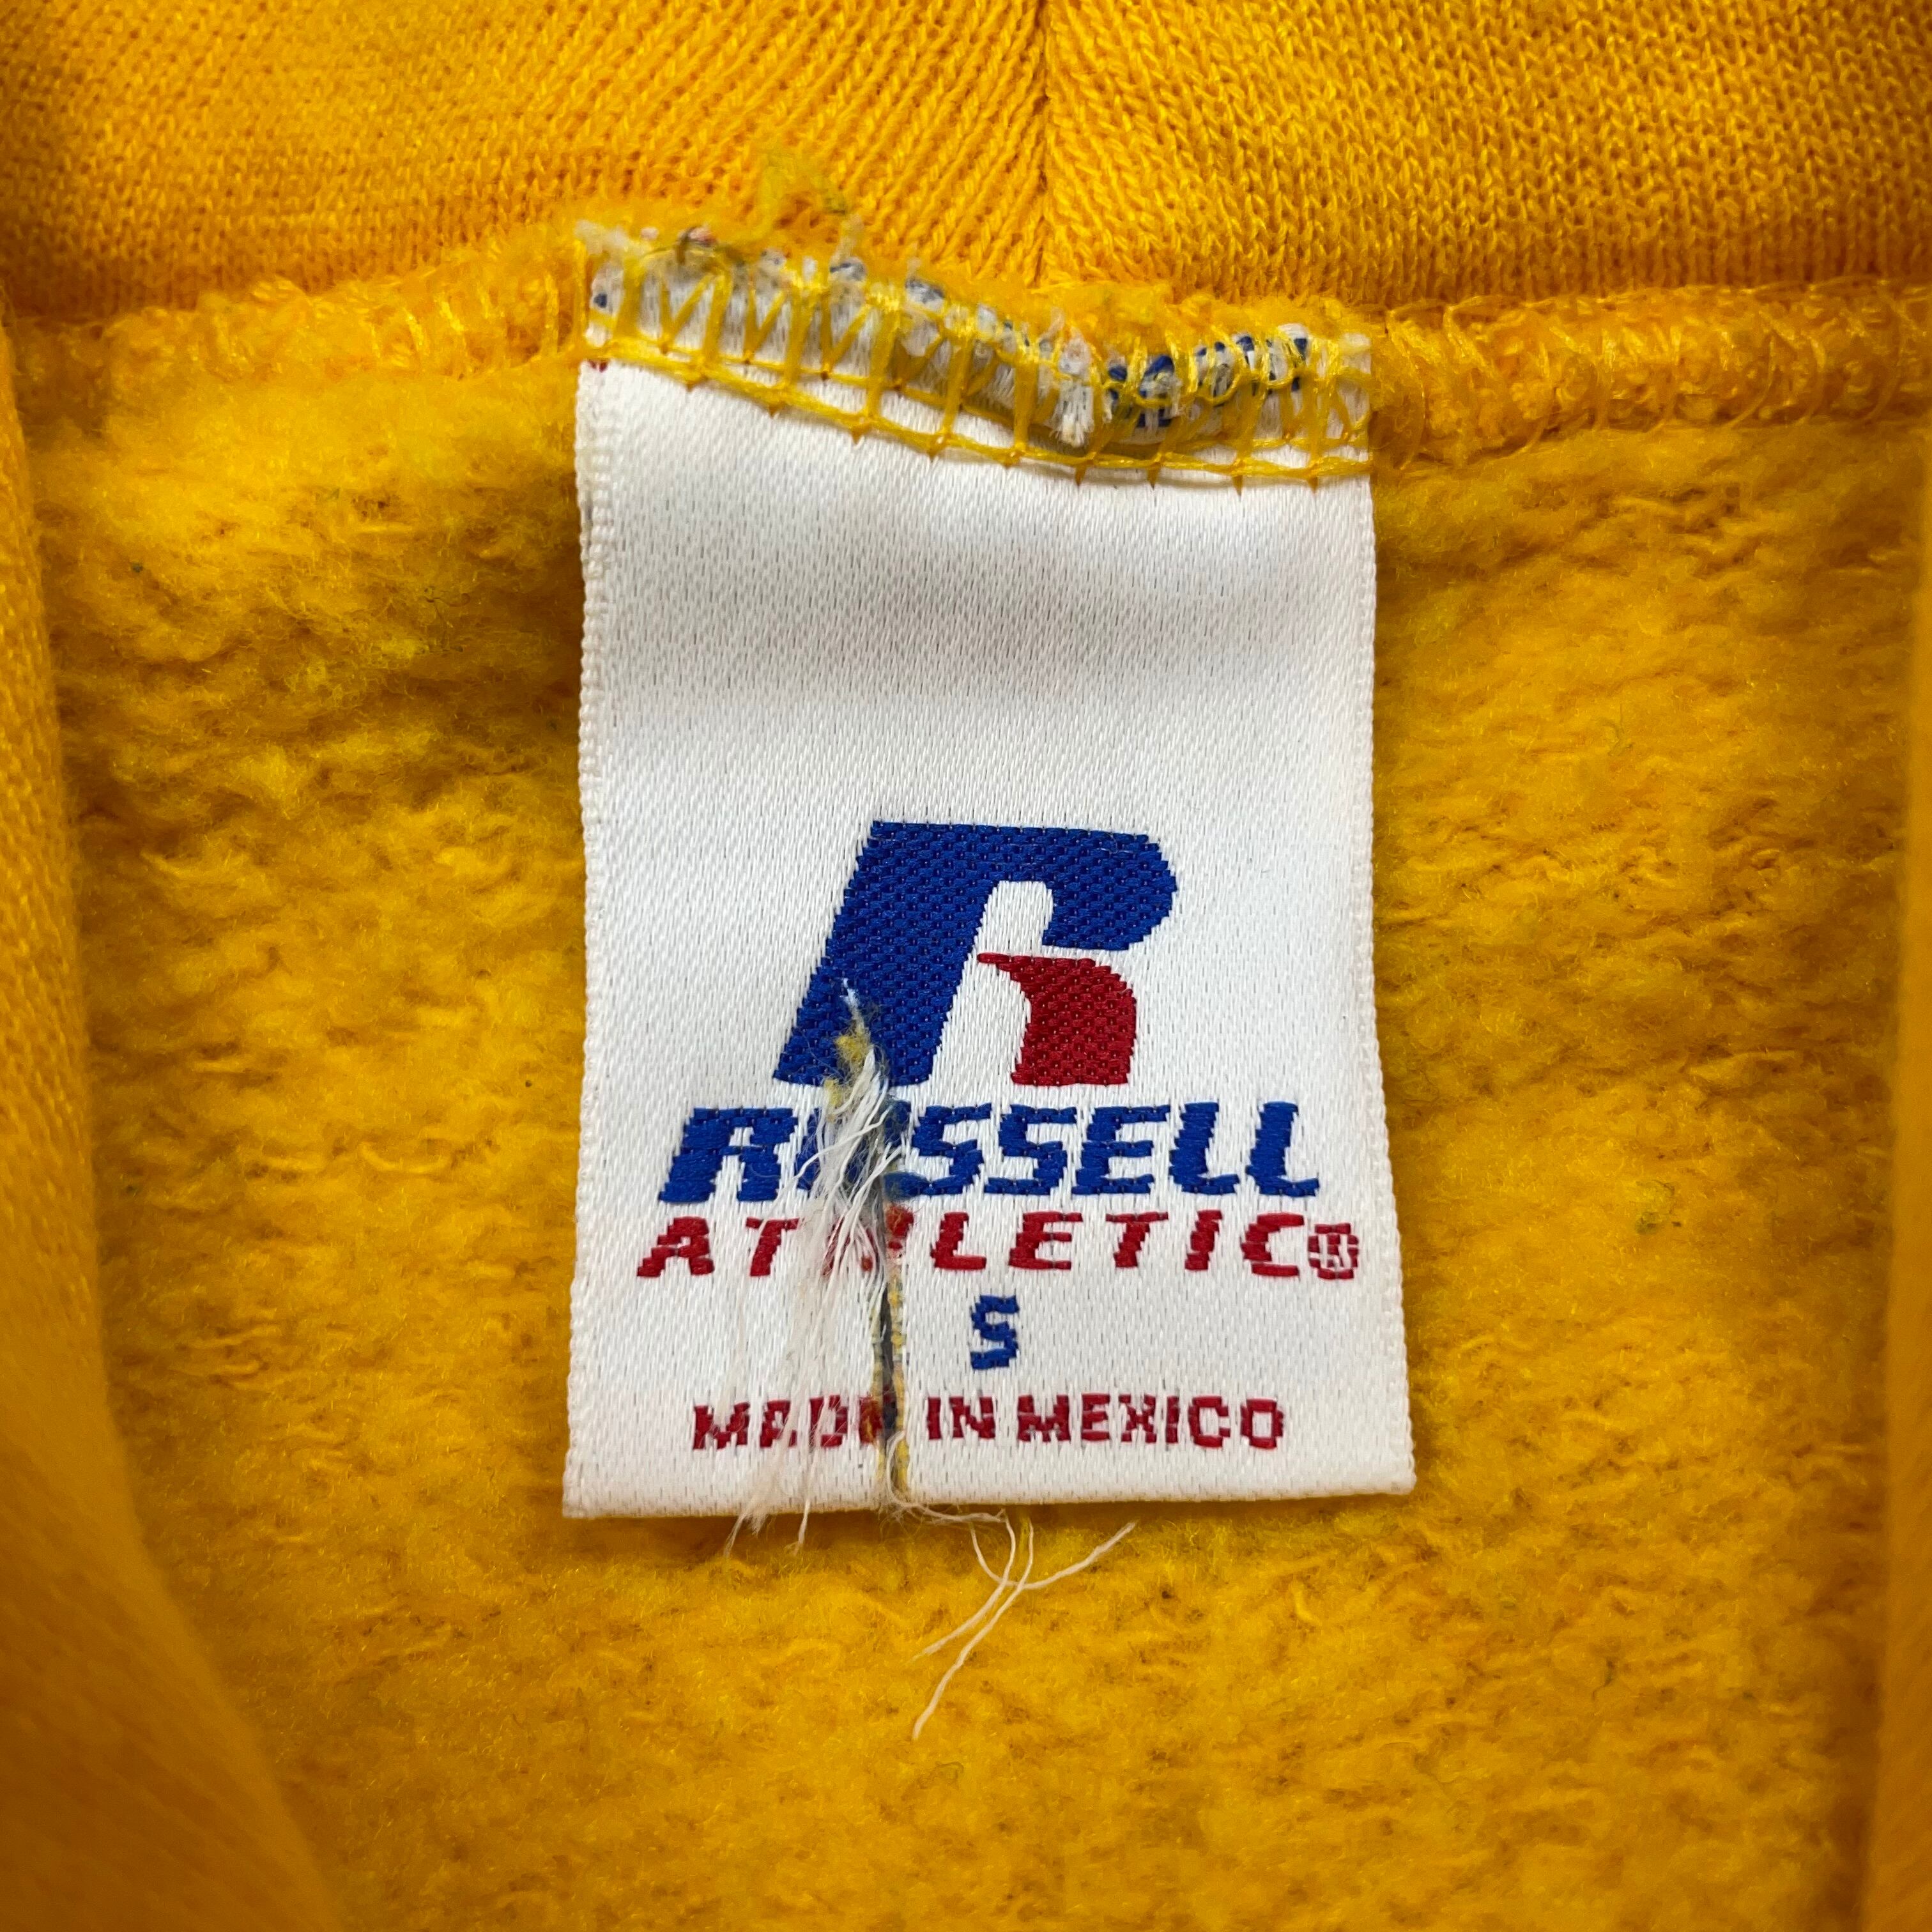 RUSSELL
ATHLETIC®
S
MADE IN MEXICO